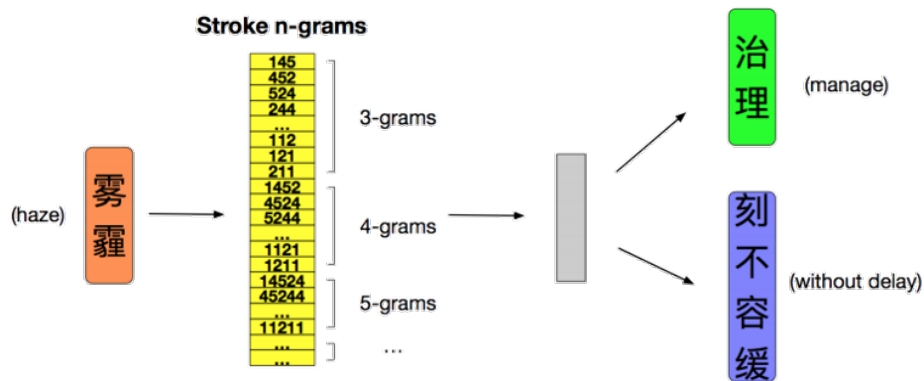 Stroke n-grams
(haze)
雾
霾
145
452
524
244
...
112
121
211
3-grams
1452
4524
5244
...
1121
1211
4-grams
14524
45244
...
11211
5-grams
...
...
...
治
理
(manage)
刻
不
容
缓
(without delay)